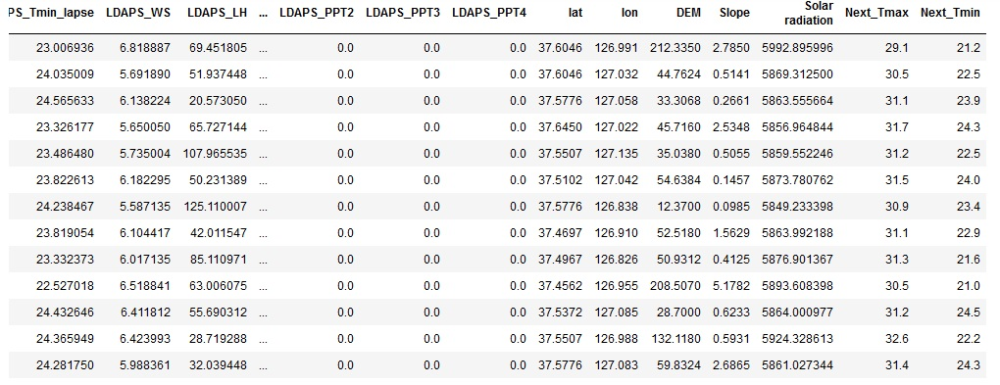 PS_Tmin_lapse LDAPS_WS LDAPS_LH ... LDAPS_PPT2 LDAPS_PPT3 LDAPS_PPT4 lat lon DEM Slope Solar radiation Next_Tmax Next_Tmin
23.006936 6.818887 69.451805 ... 0.0 0.0 0.0 37.6046 126.991 212.3350 2.7850 5992.895996 29.1 21.2
24.035009 5.691890 51.937448 ... 0.0 0.0 0.0 37.6046 127.032 44.7624 0.5141 5869.312500 30.5 22.5
24.565633 6.138224 20.573050 ... 0.0 0.0 0.0 37.5776 127.058 33.3068 0.2661 5863.555664 31.1 23.9
23.326177 5.650050 65.727144 ... 0.0 0.0 0.0 37.6450 127.022 45.7160 2.5348 5856.964844 31.7 24.3
23.486480 5.735004 107.965535 ... 0.0 0.0 0.0 37.5507 127.135 35.0380 0.5055 5859.552246 31.2 22.5
23.822613 6.182295 50.231389 ... 0.0 0.0 0.0 37.5102 127.042 54.6384 0.1457 5873.780762 31.5 24.0
24.238467 5.587135 125.110007 ... 0.0 0.0 0.0 37.5776 126.838 12.3700 0.0985 5849.233398 30.9 23.4
23.819054 6.104417 42.011547 ... 0.0 0.0 0.0 37.4697 126.910 52.5180 1.5629 5863.992188 31.1 22.9
23.332373 6.017135 85.110971 ... 0.0 0.0 0.0 37.4967 126.826 50.9312 0.4125 5876.901367 31.3 21.6
22.527018 6.518841 63.006075 ... 0.0 0.0 0.0 37.4562 126.955 208.5070 5.1782 5893.608398 30.5 21.0
24.432646 6.411812 55.690312 ... 0.0 0.0 0.0 37.5372 127.085 28.7000 0.6233 5864.000977 31.2 24.5
24.365949 6.423993 28.719288 ... 0.0 0.0 0.0 37.5507 126.988 132.1180 0.5931 5924.328613 32.6 22.2
24.281750 5.988361 32.039448 ... 0.0 0.0 0.0 37.5776 127.083 59.8324 2.6865 5861.027344 31.4 24.3